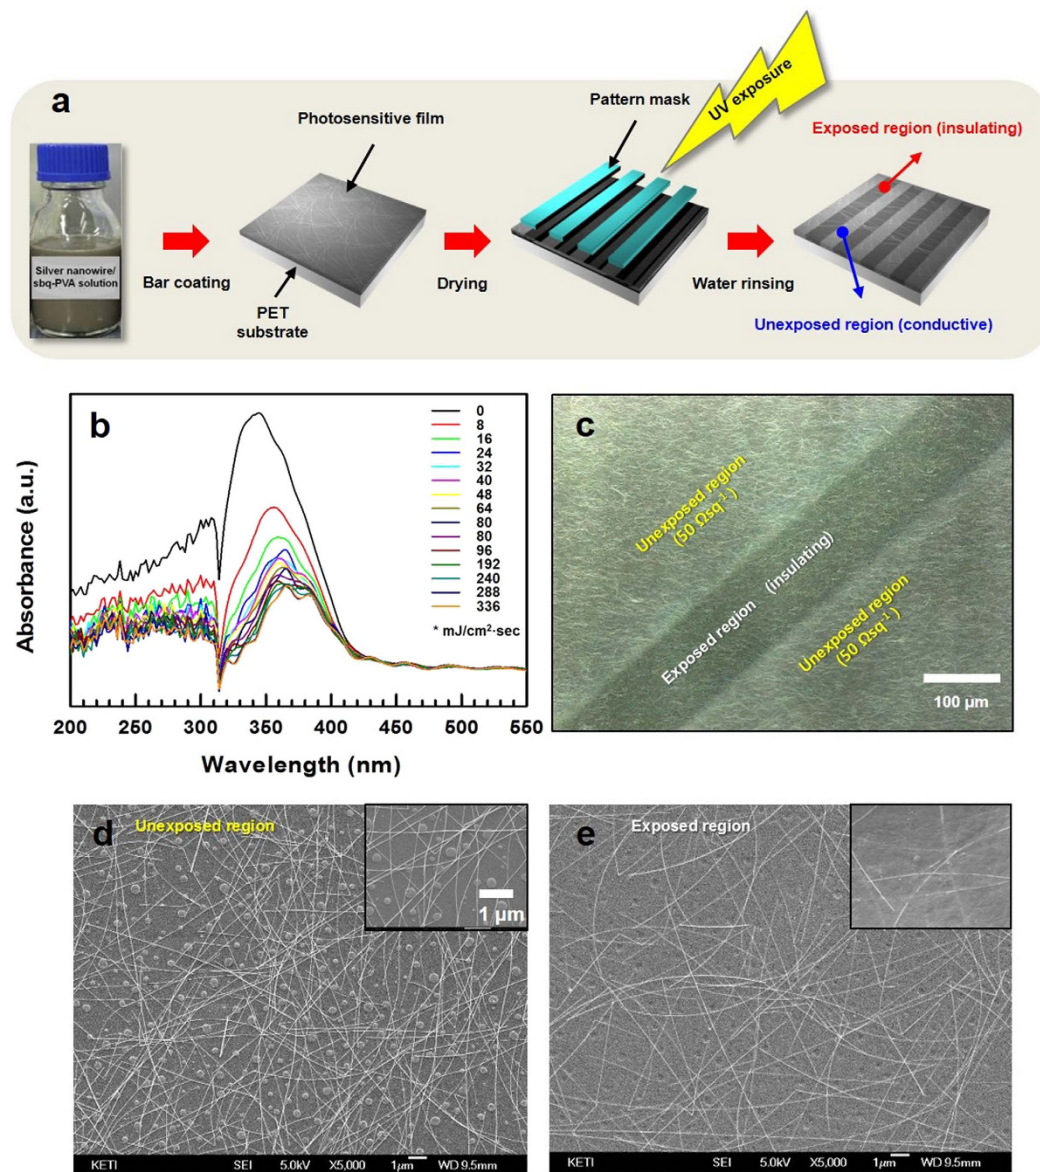 a
Silver nanowire/
sbq-PVA solution
Bar coating
Photosensitive film
PET
substrate
Drying
Pattern mask
UV exposure
Water rinsing
Exposed region (insulating)
Unexposed region (conductive)
b
Absorbance (a.u.)
0
8
16
24
32
40
48
64
80
80
96
192
240
288
336
* mJ/cm²·sec
200 250 300 350 400 450 500 550 600 650
Wavelength (nm)
c
Unexposed region
(50 Ωsq⁻¹)
Exposed region (insulating)
Unexposed region
(50 Ωsq⁻¹)
100 µm
d
Unexposed region
1 µm
KETI SEI 5.0kV X5,000 1µm WD 9.5mm
e
Exposed region
KETI SEI 5.0kV X5,000 1µm WD 9.5mm